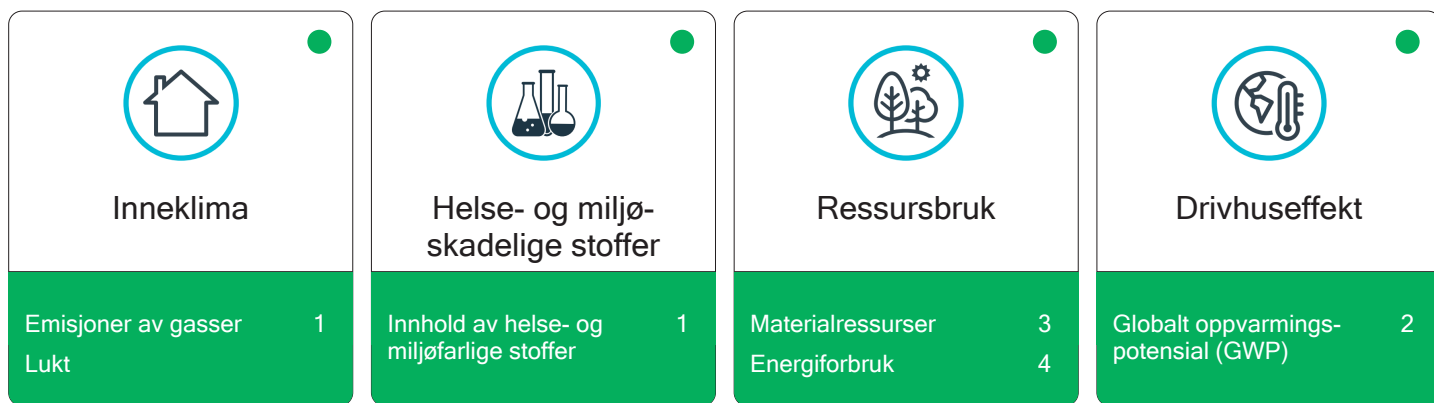 Inneklima
Emisjoner av gasser 1
Lukt
Helse- og miljø-
skadelige stoffer
Innhold av helse- og 1
miljøfarlige stoffer
Ressursbruk
Materialressurser 3
Energiforbruk 4
Drivhuseffekt
Globalt oppvarmings- 2
potensial (GWP)